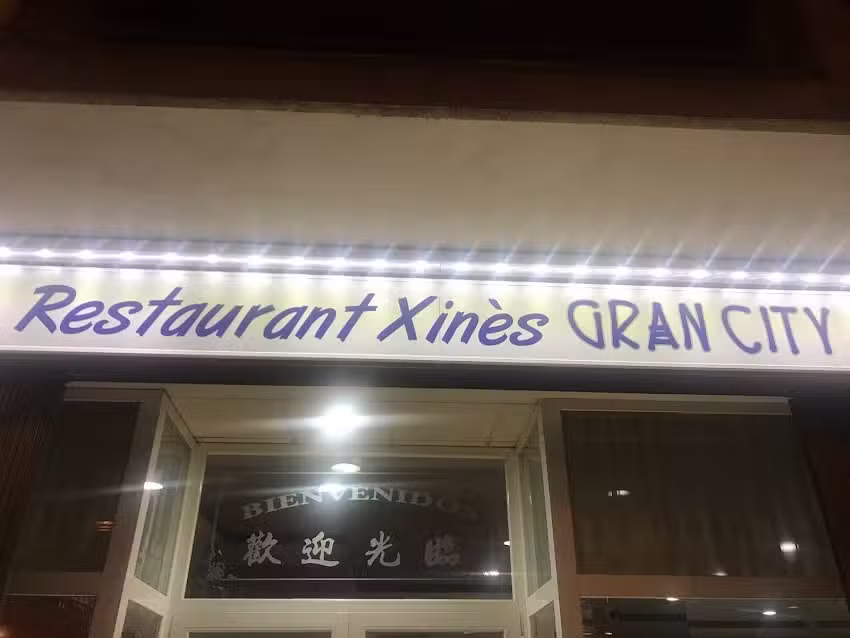 Restaurant Xinès GRAN CITY
BIENVENIDOS
歡迎光臨